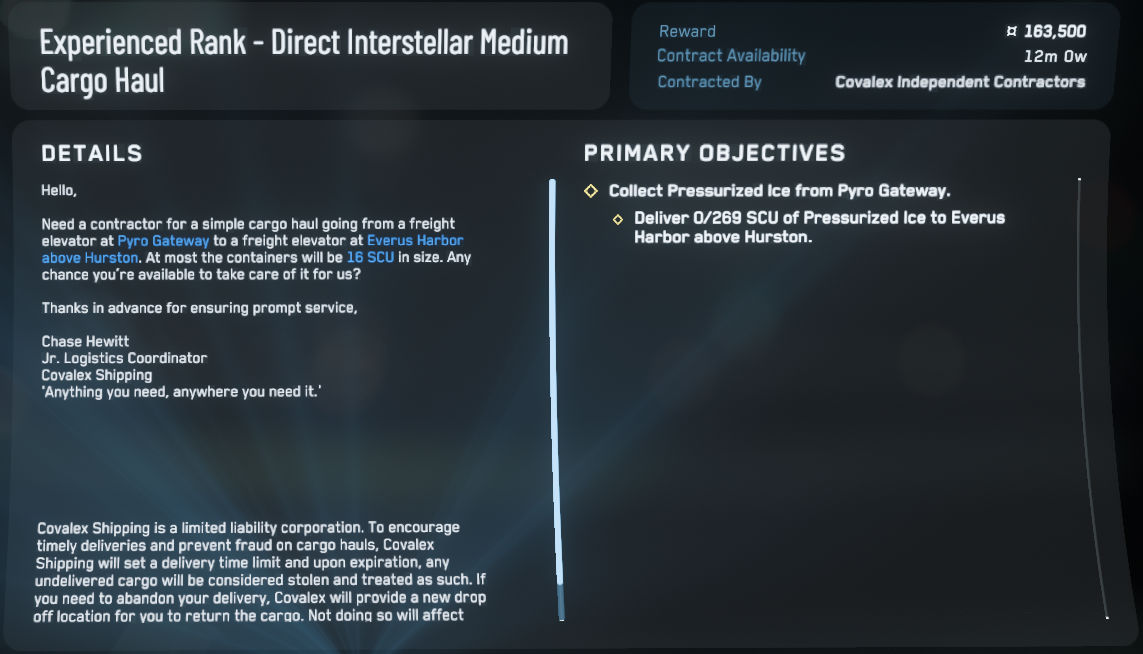 Experienced Rank - Direct Interstellar Medium
Cargo Haul
Reward ¤ 163,500
Contract Availability 12m 0w
Contracted By Covalex Independent Contractors
DETAILS
Hello,
Need a contractor for a simple cargo haul going from a freight
elevator at Pyro Gateway to a freight elevator at Everus Harbor
above Hurston. At most the containers will be 16 SCU in size. Any
chance you're available to take care of it for us?
Thanks in advance for ensuring prompt service,
Chase Hewitt
Jr. Logistics Coordinator
Covalex Shipping
'Anything you need, anywhere you need it.'
Covalex Shipping is a limited liability corporation. To encourage
timely deliveries and prevent fraud on cargo hauls, Covalex
Shipping will set a delivery time limit and upon expiration, any
undelivered cargo will be considered stolen and treated as such. If
you need to abandon your delivery, Covalex will provide a new drop
off location for you to return the cargo. Not doing so will affect
PRIMARY OBJECTIVES
Collect Pressurized Ice from Pyro Gateway.
Deliver 0/269 SCU of Pressurized Ice to Everus
Harbor above Hurston.